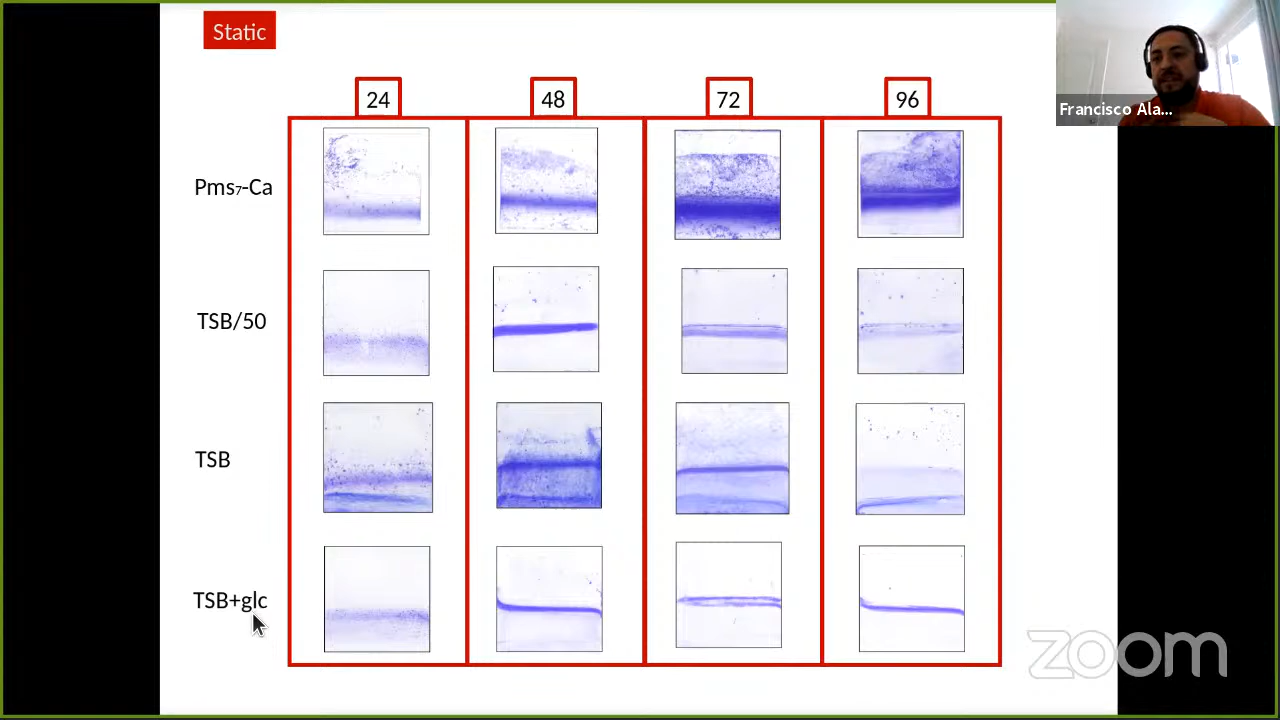 Static
24 48 72 96
Francisco Ala...
Pms₇-Ca
TSB/50
TSB
TSB+glc
zoom